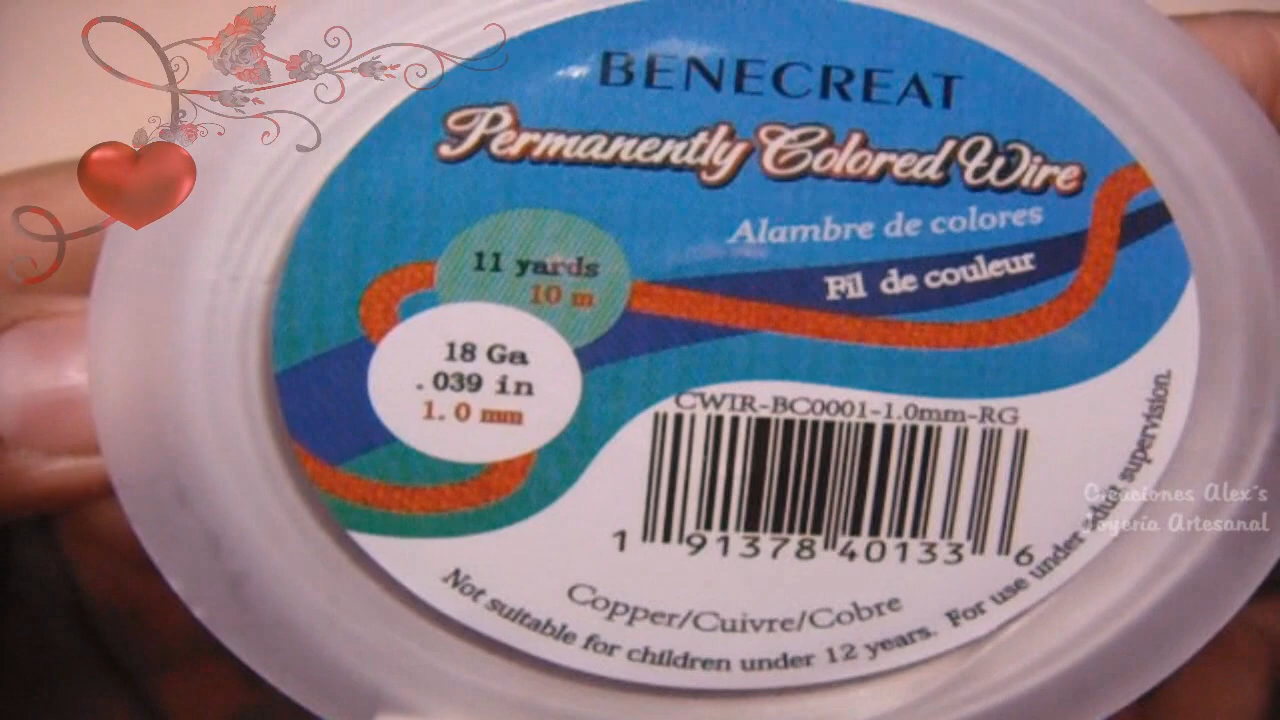 BENECREAT
Permanently Colored Wire
Alambre de colores
Fil de couleur
11 yards
10 m
18 Ga
.039 in
1.0 mm
CWIR-BC0001-1.0mm-RG
1 91378 40133 6
Copper/Cuivre/Cobre
Not suitable for children under 12 years. For use under adult supervision.
Creaciones Alex's
Joyería Artesanal